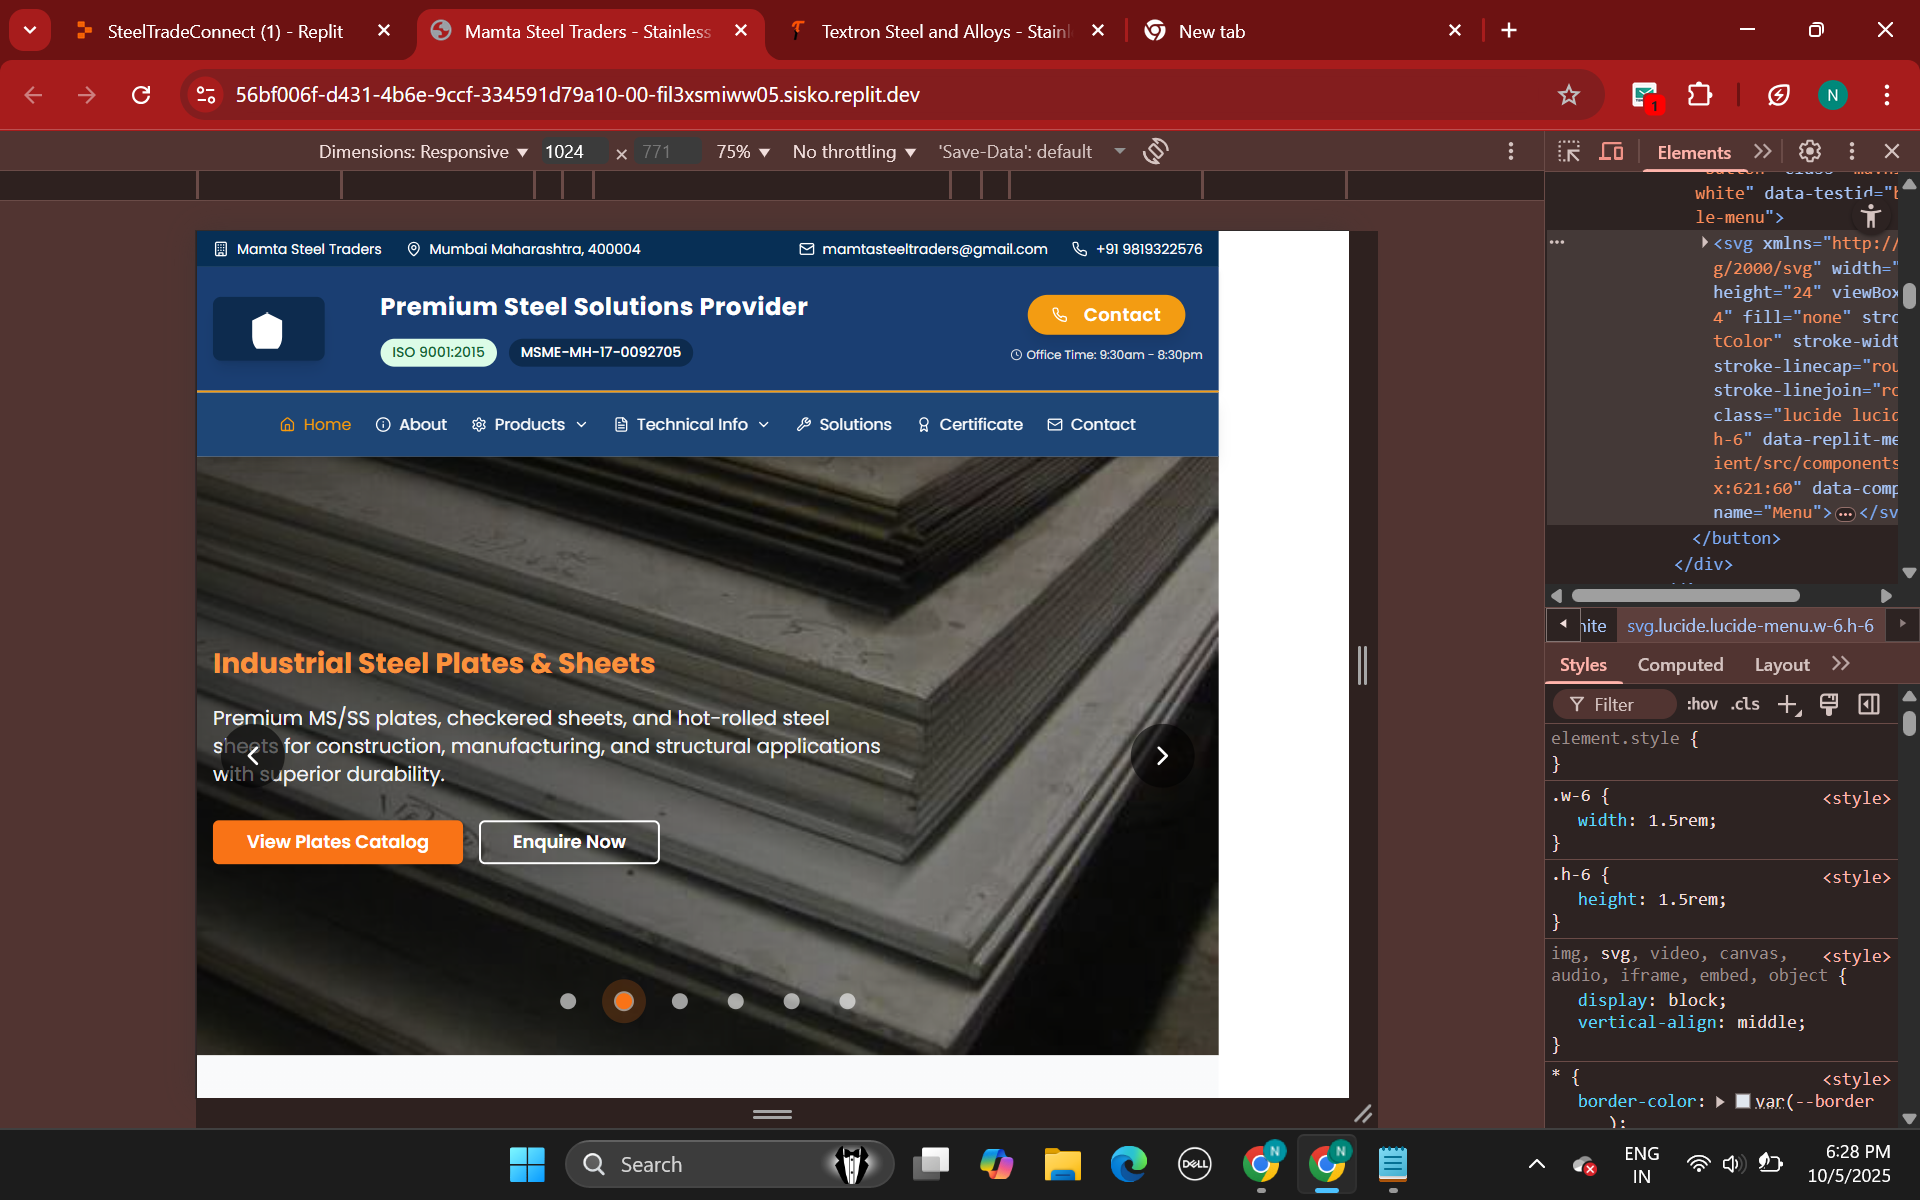 SteelTradeConnect (1) - Replit
Mamta Steel Traders - Stainless
Textron Steel and Alloys - Stainl
New tab
56bf006f-d431-4b6e-9ccf-334591d79a10-00-fil3xsmiww05.sisko.replit.dev
1
N
Dimensions: Responsive
1024
×
771
75%
No throttling
'Save-Data': default
Elements
white" data-testid="b
le-menu">
<svg xmlns="http://
g/2000/svg" width="
height="24" viewBox
4" fill="none" stro
tColor" stroke-widt
stroke-linecap="rou
stroke-linejoin="ro
class="lucide lucid
h-6" data-replit-me
ient/src/components
x:621:60" data-comp
name="Menu"> … </sv
</button>
</div>
hite
svg.lucide.lucide-menu.w-6.h-6
Styles
Computed
Layout
Filter
:hov
.cls
element.style {
}
.w-6 {
<style>
width: 1.5rem;
}
.h-6 {
<style>
height: 1.5rem;
}
img, svg, video, canvas,
<style>
audio, iframe, embed, object {
display: block;
vertical-align: middle;
}
* {
<style>
border-color: var(--border
);
Mamta Steel Traders
Mumbai Maharashtra, 400004
mamtasteeltraders@gmail.com
+91 9819322576
Premium Steel Solutions Provider
ISO 9001:2015
MSME-MH-17-0092705
Contact
Office Time: 9:30am - 8:30pm
Home
About
Products
Technical Info
Solutions
Certificate
Contact
Industrial Steel Plates & Sheets
Premium MS/SS plates, checkered sheets, and hot-rolled steel
sheets for construction, manufacturing, and structural applications
with superior durability.
View Plates Catalog
Enquire Now
Search
DELL
N
N
ENG
IN
6:28 PM
10/5/2025